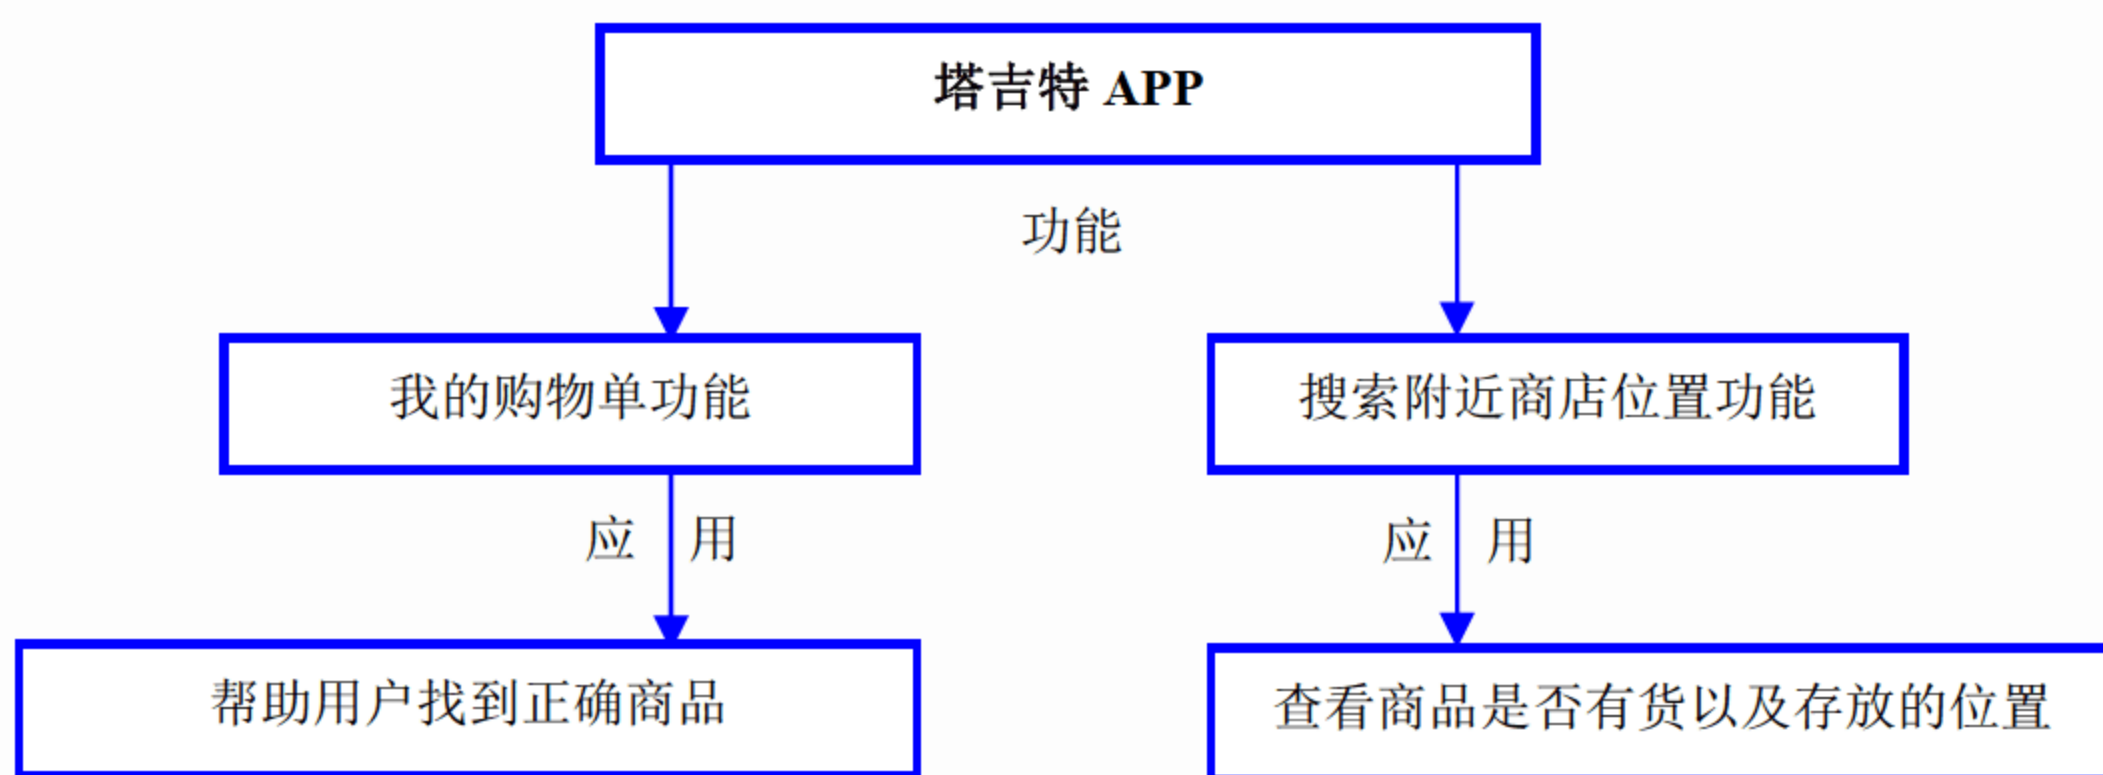 塔吉特 APP
功能
我的购物单功能
搜索附近商店位置功能
应 用
应 用
帮助用户找到正确商品
查看商品是否有货以及存放的位置